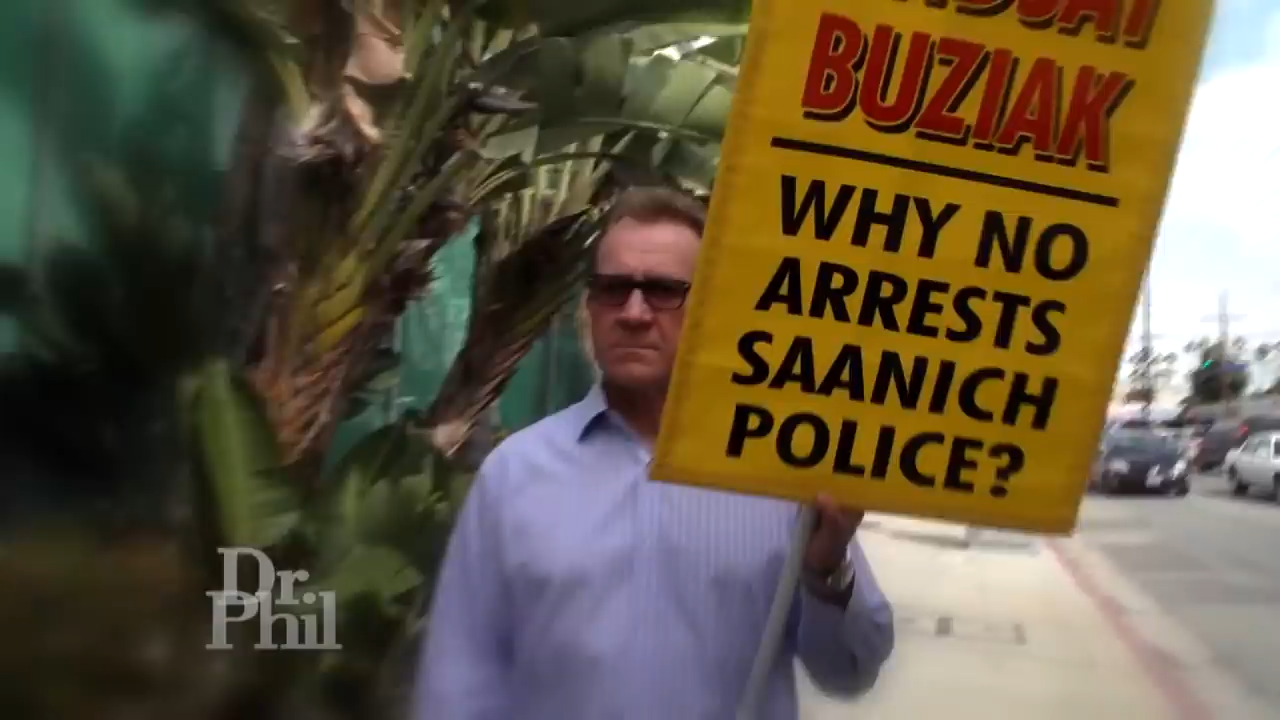 BUZIAK
WHY NO
ARRESTS
SAANICH
POLICE?
Dr.
Phil